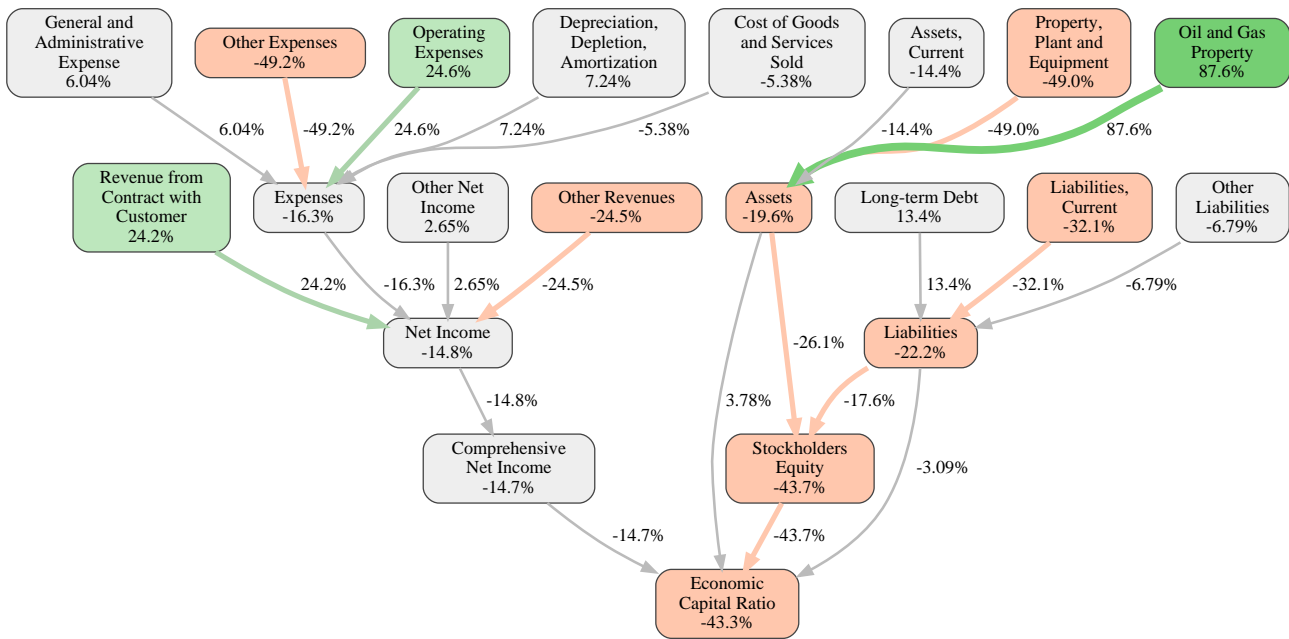 General and
Administrative
Expense
6.04%
Other Expenses
-49.2%
Operating
Expenses
24.6%
Depreciation,
Depletion,
Amortization
7.24%
Cost of Goods
and Services
Sold
-5.38%
Assets,
Current
-14.4%
Property,
Plant and
Equipment
-49.0%
Oil and Gas
Property
87.6%
6.04%
-49.2%
24.6%
7.24%
-5.38%
-14.4%
-49.0%
87.6%
Revenue from
Contract with
Customer
24.2%
Expenses
-16.3%
Other Net
Income
2.65%
Other Revenues
-24.5%
Assets
-19.6%
Long-term Debt
13.4%
Liabilities,
Current
-32.1%
Other
Liabilities
-6.79%
24.2%
-16.3%
2.65%
-24.5%
13.4%
-32.1%
-6.79%
Net Income
-14.8%
-26.1%
Liabilities
-22.2%
-14.8%
3.78%
-17.6%
Comprehensive
Net Income
-14.7%
Stockholders
Equity
-43.7%
-3.09%
-14.7%
-43.7%
Economic
Capital Ratio
-43.3%